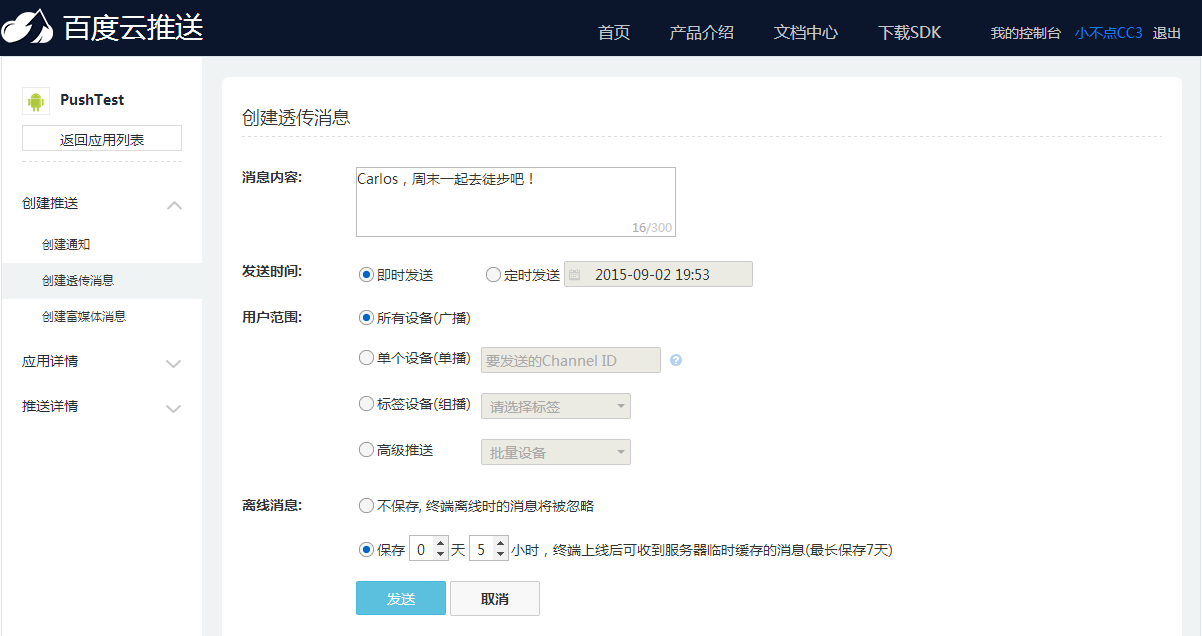 百度云推送
首页 产品介绍 文档中心 下载SDK 我的控制台 小不点CC3 退出
PushTest
返回应用列表
创建推送
创建通知
创建透传消息
创建富媒体消息
应用详情
推送详情
创建透传消息
消息内容:
Carlos，周末一起去徒步吧！
16/300
发送时间: 即时发送 定时发送 2015-09-02 19:53
用户范围: 所有设备(广播)
单个设备(单播) 要发送的Channel ID ?
标签设备(组播) 请选择标签
高级推送 批量设备
离线消息: 不保存, 终端离线时的消息将被忽略
保存 0 天 5 小时，终端上线后可收到服务器临时缓存的消息(最长保存7天)
发送 取消